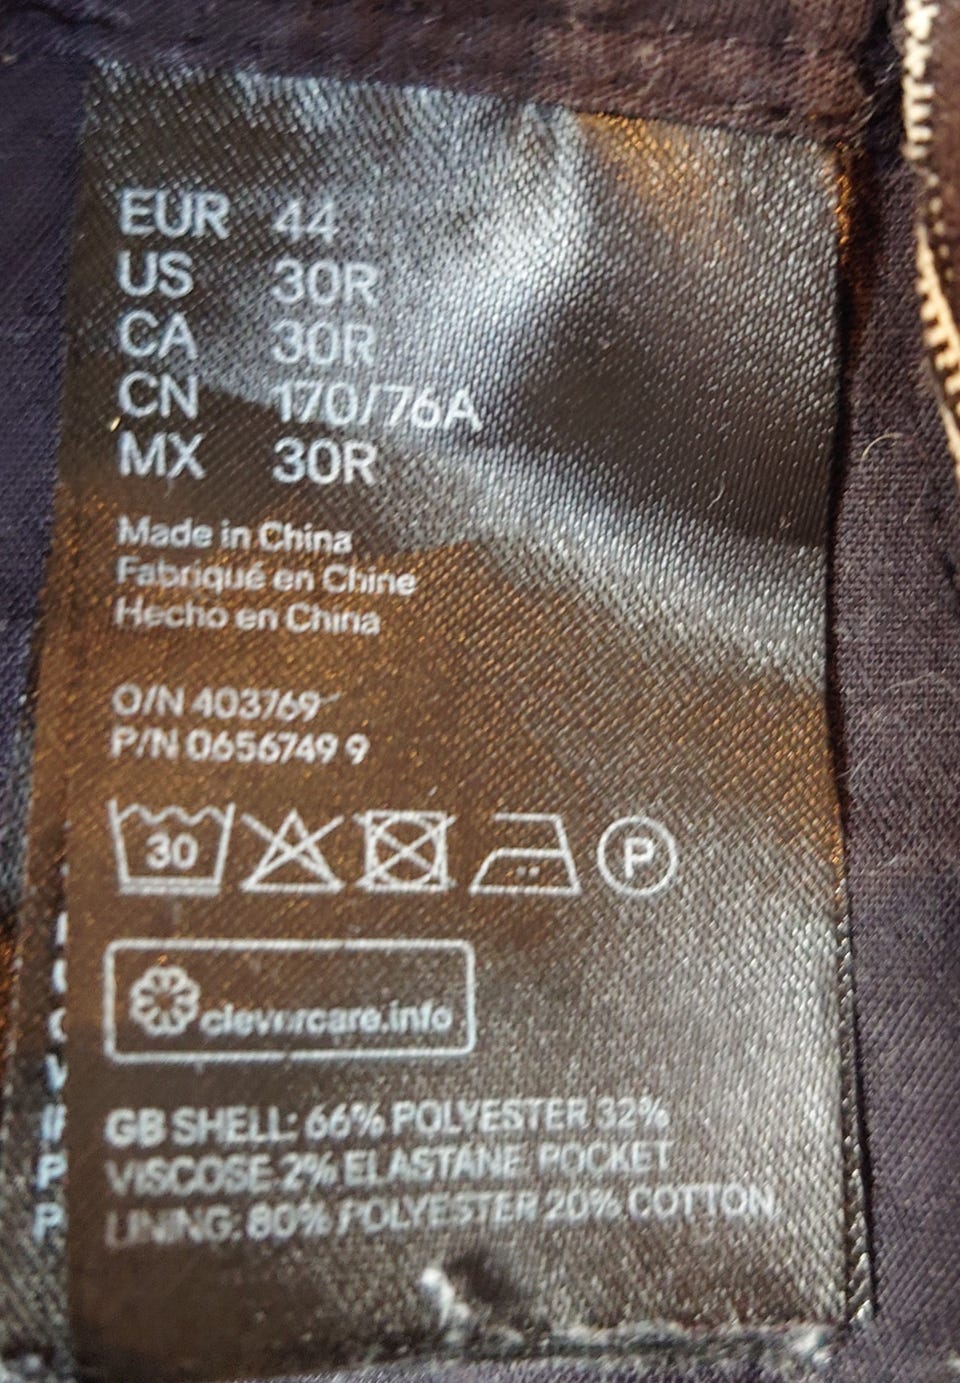 EUR 44
US 30R
CA 30R
CN 170/76A
MX 30R
Made in China
Fabriqué en Chine
Hecho en China
O/N 403769
P/N 0656749 9
30 P
clevercare.info
GB SHELL: 66% POLYESTER 32%
VISCOSE 2% ELASTANE POCKET
LINING: 80% POLYESTER 20% COTTON